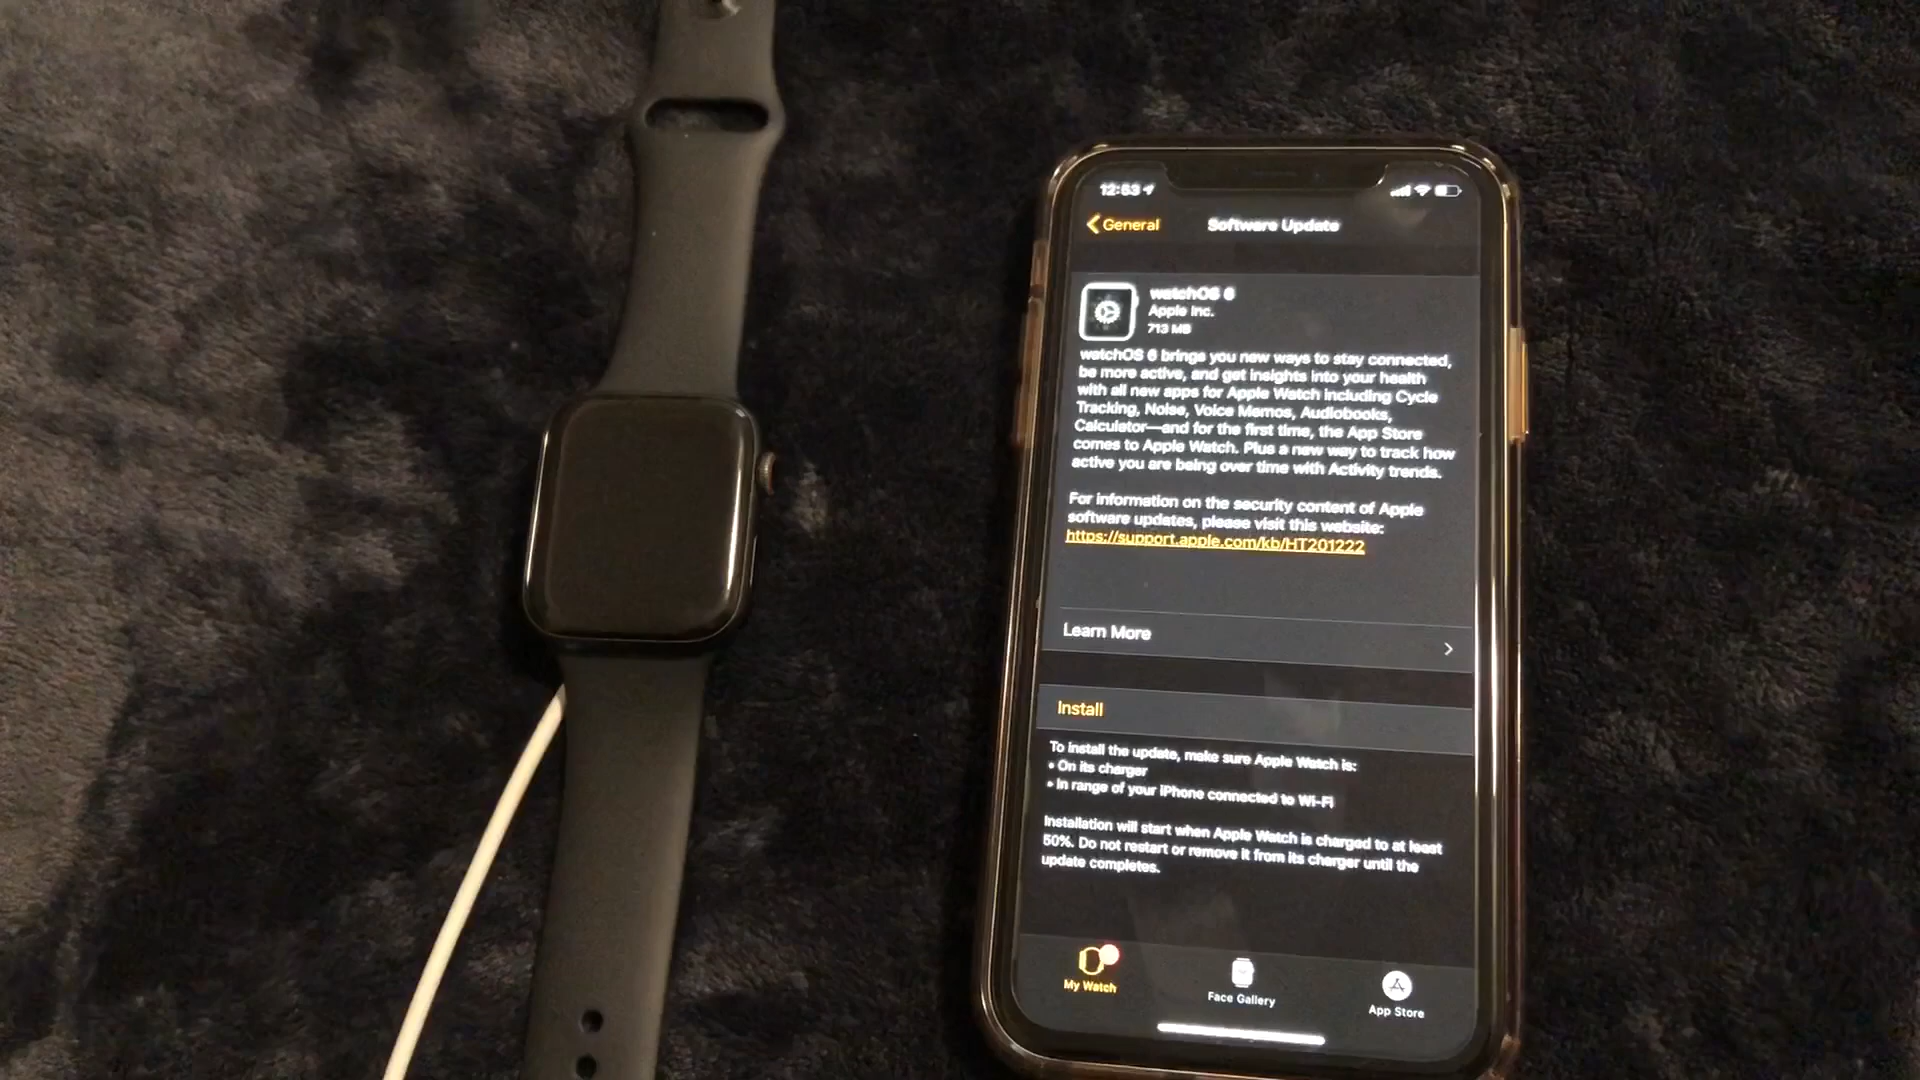 12:53
General
Software Update
watchOS 6
Apple Inc.
713 MB
watchOS 6 brings you new ways to stay connected,
be more active, and get insights into your health
with all new apps for Apple Watch including Cycle
Tracking, Noise, Voice Memos, Audiobooks,
Calculator—and for the first time, the App Store
comes to Apple Watch. Plus a new way to track how
active you are being over time with Activity trends.
For information on the security content of Apple
software updates, please visit this website:
https://support.apple.com/kb/HT201222
Learn More
Install
To install the update, make sure Apple Watch is:
• On its charger
• In range of your iPhone connected to Wi-Fi
Installation will start when Apple Watch is charged to at least
50%. Do not restart or remove it from its charger until the
update completes.
My Watch
Face Gallery
App Store